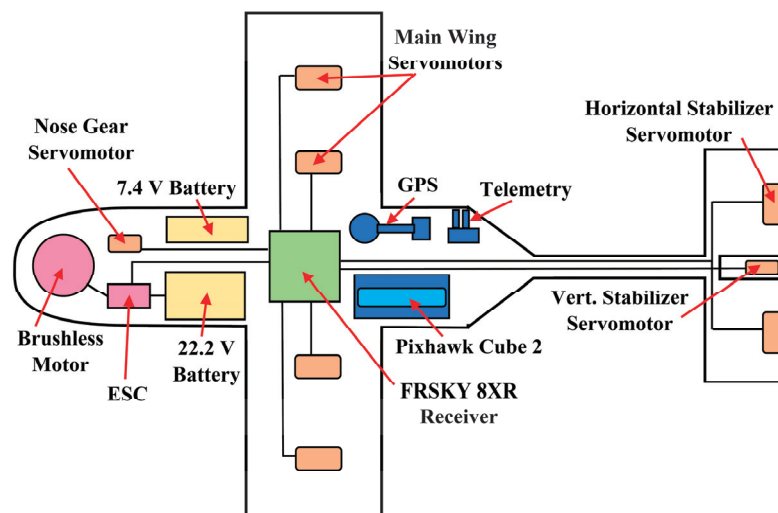 Main Wing
Servomotors
Horizontal Stabilizer
Servomotor
Nose Gear
Servomotor
7.4 V Battery
GPS
Telemetry
Brushless
Motor
ESC
22.2 V
Battery
Pixhawk Cube 2
FRSKY 8XR
Receiver
Vert. Stabilizer
Servomotor